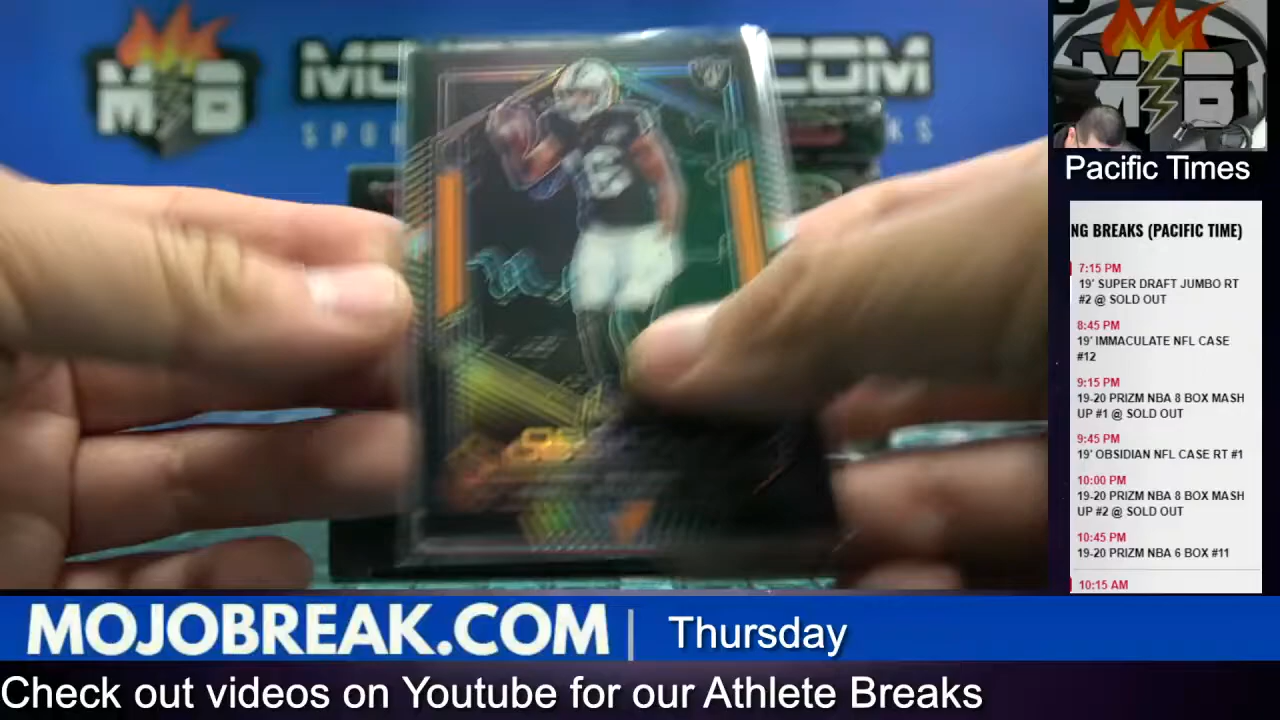 MB
MB
Pacific Times
NG BREAKS (PACIFIC TIME)
7:15 PM
19' SUPER DRAFT JUMBO RT
#2 @ SOLD OUT
8:45 PM
19' IMMACULATE NFL CASE
#12
9:15 PM
19-20 PRIZM NBA 8 BOX MASH
UP #1 @ SOLD OUT
9:45 PM
19' OBSIDIAN NFL CASE RT #1
10:00 PM
19-20 PRIZM NBA 8 BOX MASH
UP #2 @ SOLD OUT
10:45 PM
19-20 PRIZM NBA 6 BOX #11
10:15 AM
16
MOJOBREAK.COM | Thursday
Check out videos on Youtube for our Athlete Breaks